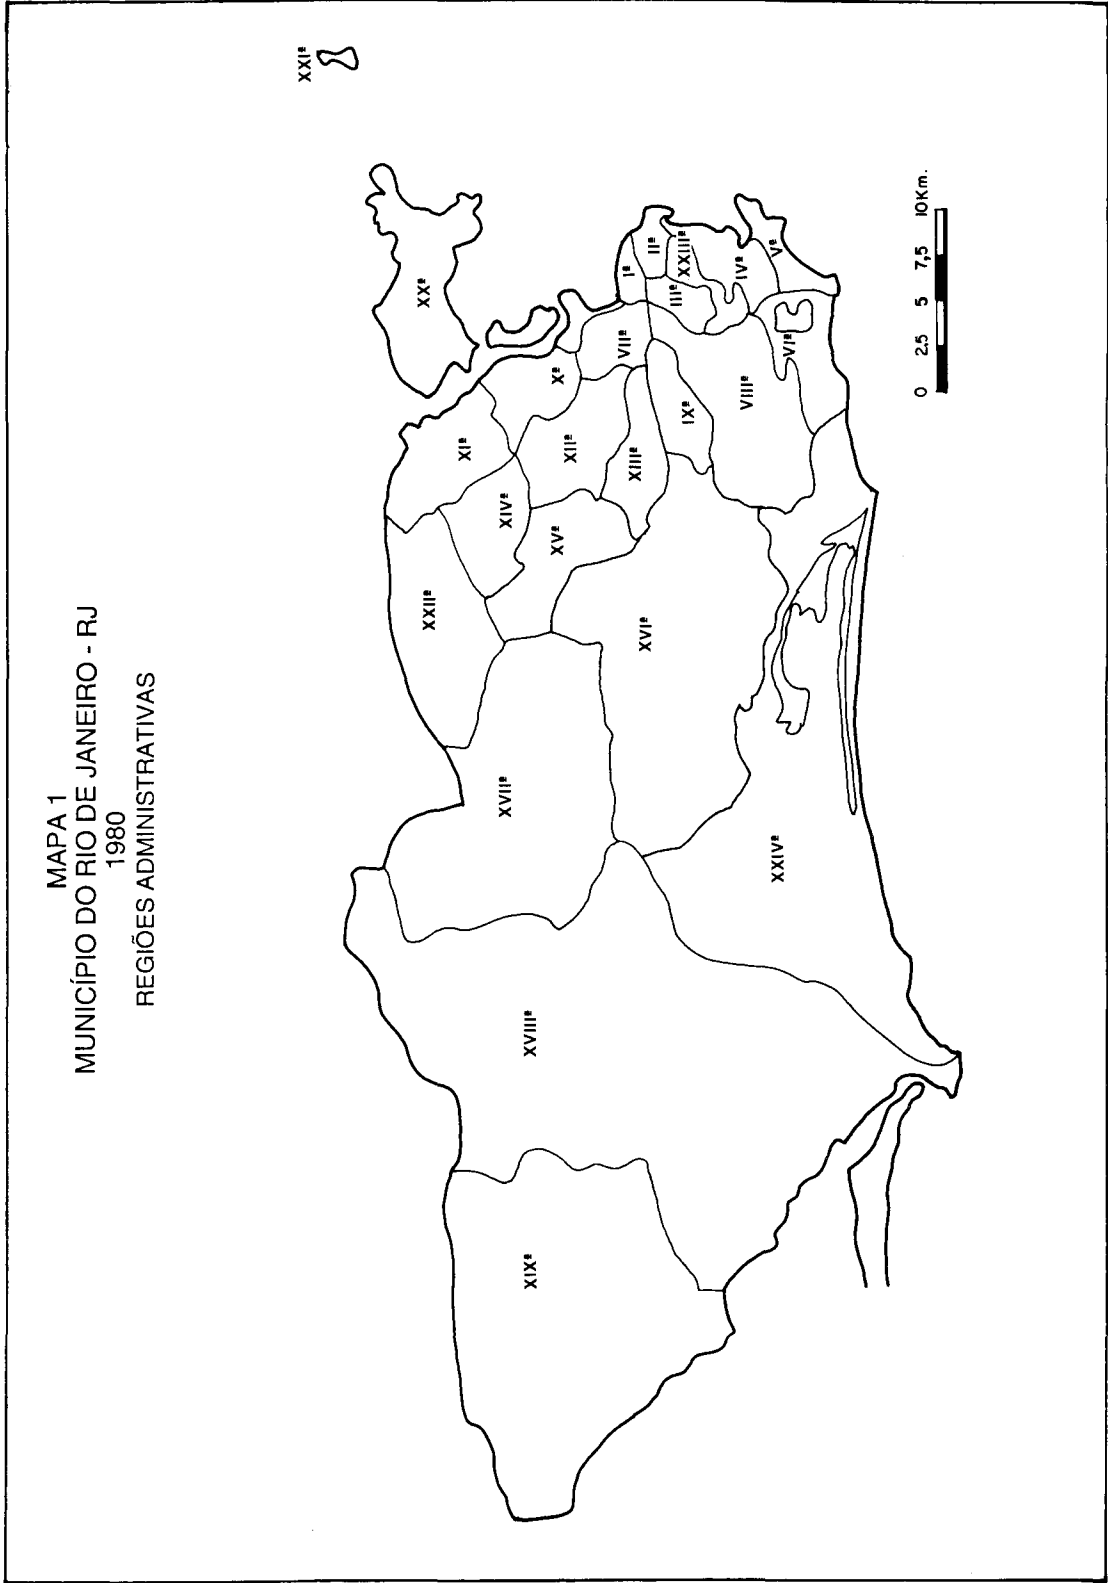 MAPA 1
MUNICÍPIO DO RIO DE JANEIRO - RJ
1980
REGIÕES ADMINISTRATIVAS
XXIª
XXª
Iª
IIª
XXIIIª
IIIª
IVª
Vª
VIª
VIIª
VIIIª
IXª
Xª
XIª
XIIª
XIIIª
XIVª
XVª
XXIIª
XVIª
XVIIª
XXIVª
XVIIIª
XIXª
0 2,5 5 7,5 10Km.